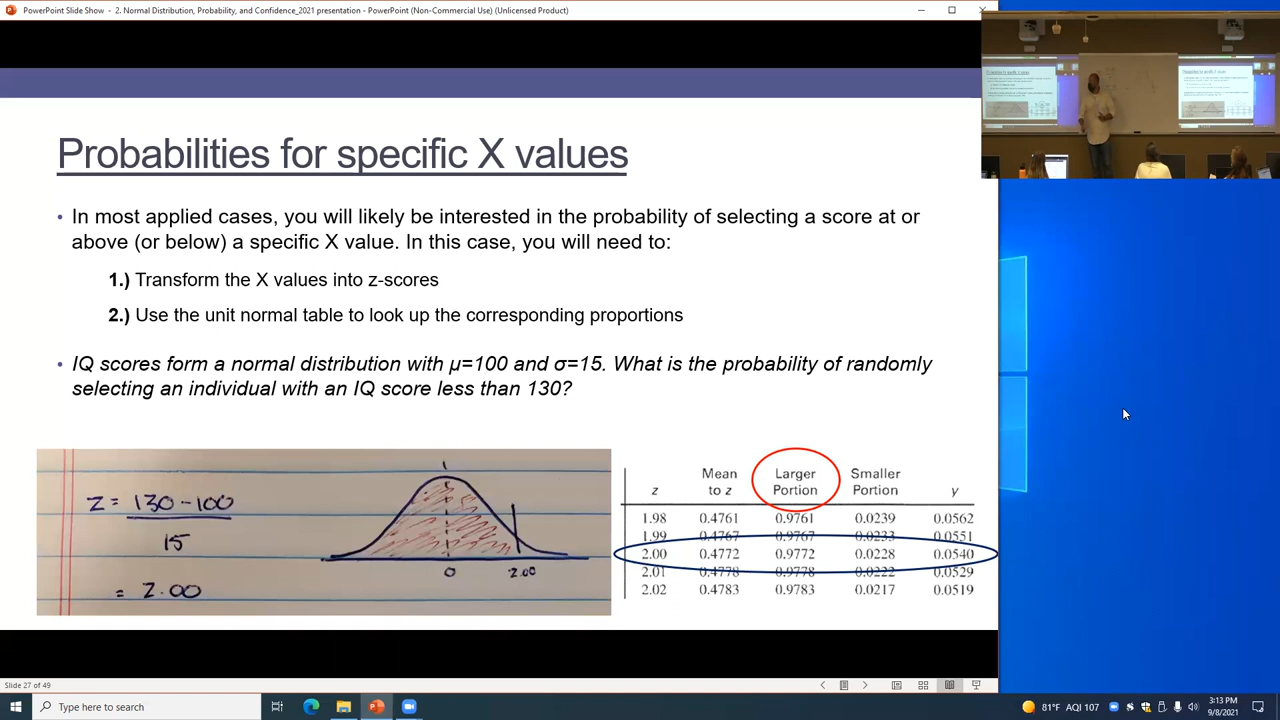 PowerPoint Slide Show - 2. Normal Distribution, Probability, and Confidence_2021 presentation - PowerPoint (Non-Commercial Use) (Unlicensed Product)
Probabilities for specific X values
• In most applied cases, you will likely be interested in the probability of selecting a score at or
above (or below) a specific X value. In this case, you will need to:
1.) Transform the X values into z-scores
2.) Use the unit normal table to look up the corresponding proportions
• IQ scores form a normal distribution with μ=100 and σ=15. What is the probability of randomly
selecting an individual with an IQ score less than 130?
z = 130-100
15
= 2.00
0 2.00
Mean Larger Smaller
z to z Portion Portion y
1.98 0.4761 0.9761 0.0239 0.0562
1.99 0.4767 0.9767 0.0233 0.0551
2.00 0.4772 0.9772 0.0228 0.0540
2.01 0.4778 0.9778 0.0222 0.0529
2.02 0.4783 0.9783 0.0217 0.0519
Slide 27 of 49
Type here to search
81°F AQI 107
3:13 PM
9/8/2021